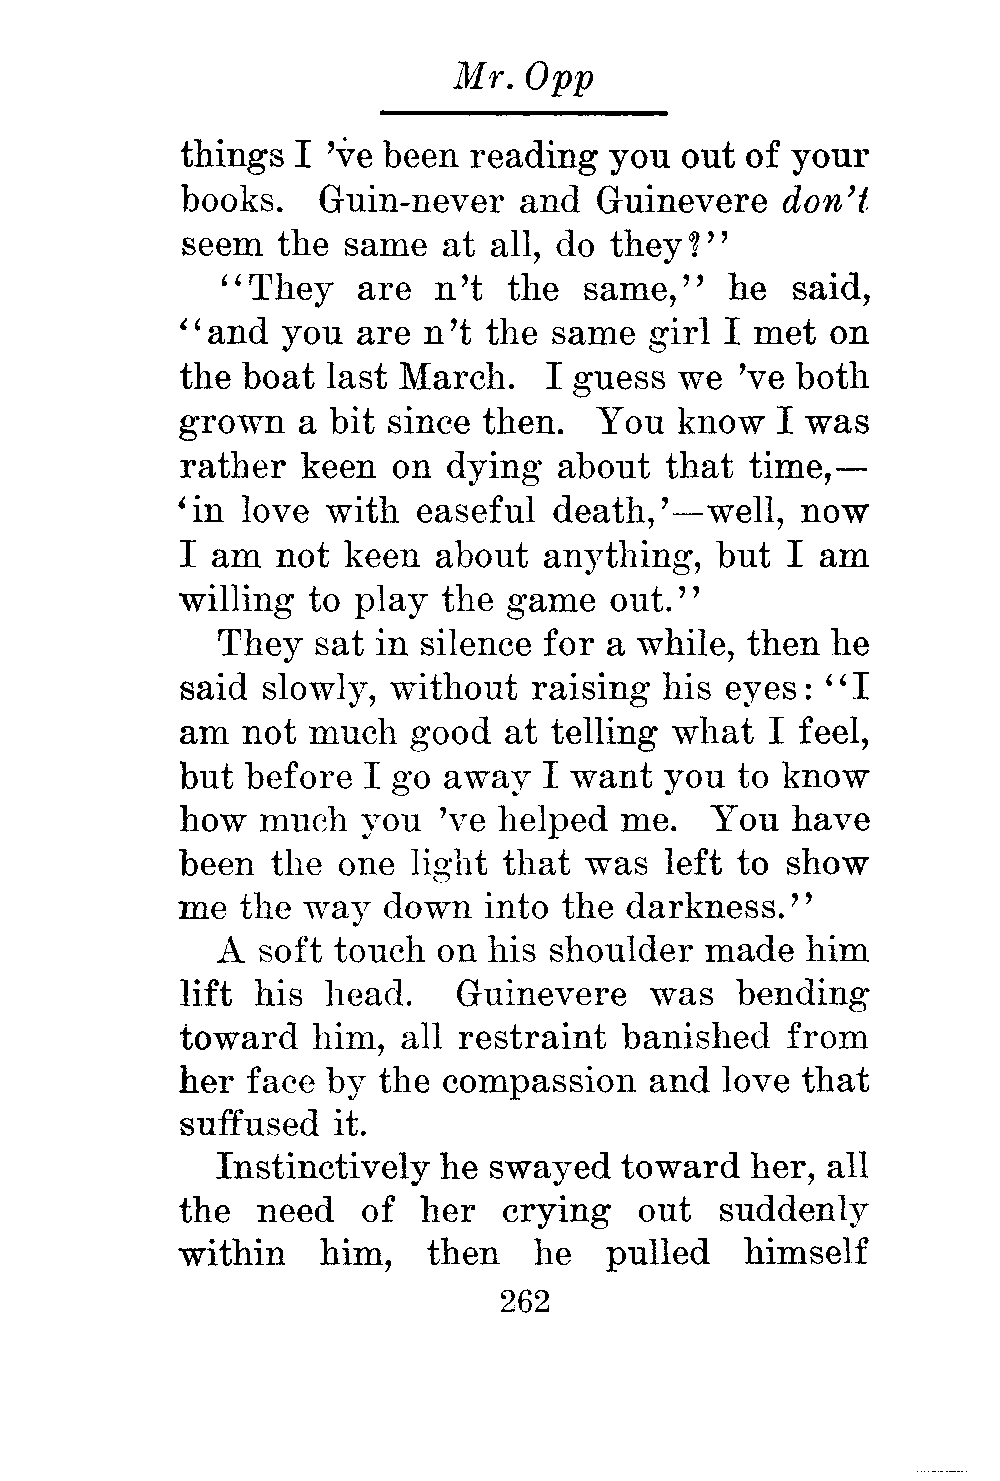 Mr. Opp
things I 've been reading you out of your
books. Guin-never and Guinevere don't
seem the same at all, do they?"
"They are n't the same," he said,
"and you are n't the same girl I met on
the boat last March. I guess we 've both
grown a bit since then. You know I was
rather keen on dying about that time,—
'in love with easeful death,'—well, now
I am not keen about anything, but I am
willing to play the game out."
They sat in silence for a while, then he
said slowly, without raising his eyes: "I
am not much good at telling what I feel,
but before I go away I want you to know
how much you 've helped me. You have
been the one light that was left to show
me the way down into the darkness."
A soft touch on his shoulder made him
lift his head. Guinevere was bending
toward him, all restraint banished from
her face by the compassion and love that
suffused it.
Instinctively he swayed toward her, all
the need of her crying out suddenly
within him, then he pulled himself
262